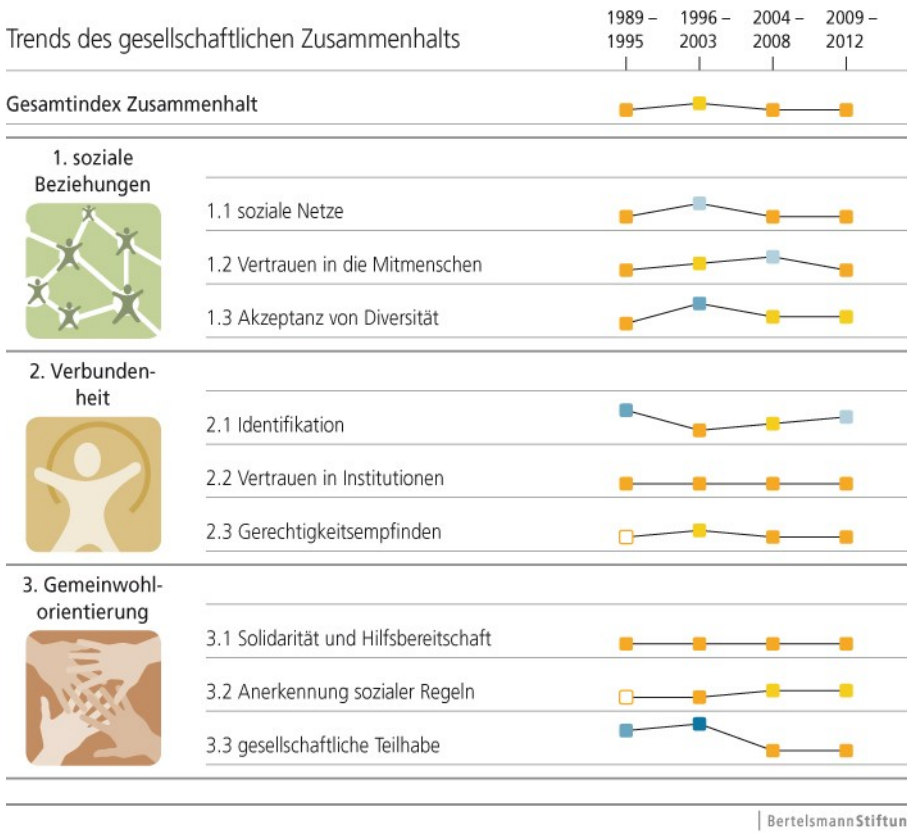 Trends des gesellschaftlichen Zusammenhalts
1989 – 1996 – 2004 – 2009 –
1995 2003 2008 2012
Gesamtindex Zusammenhalt
1. soziale
Beziehungen
1.1 soziale Netze
1.2 Vertrauen in die Mitmenschen
1.3 Akzeptanz von Diversität
2. Verbunden-
heit
2.1 Identifikation
2.2 Vertrauen in Institutionen
2.3 Gerechtigkeitsempfinden
3. Gemeinwohl-
orientierung
3.1 Solidarität und Hilfsbereitschaft
3.2 Anerkennung sozialer Regeln
3.3 gesellschaftliche Teilhabe
BertelsmannStiftun